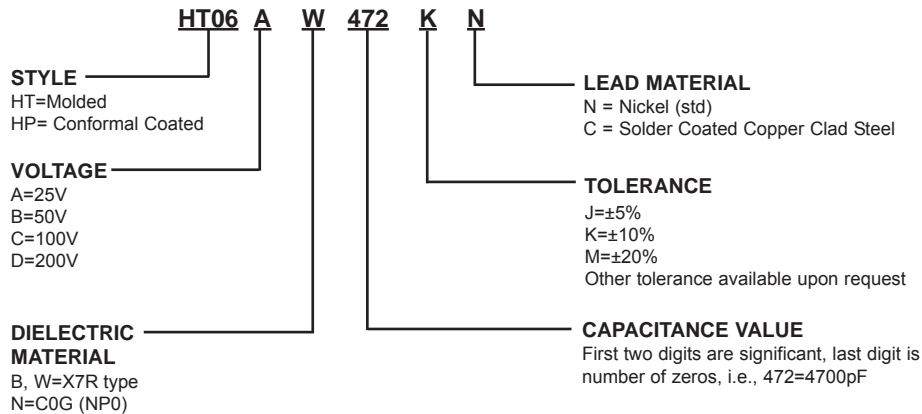 HT06 A W 472 K N
STYLE
HT=Molded
HP= Conformal Coated
VOLTAGE
A=25V
B=50V
C=100V
D=200V
DIELECTRIC
MATERIAL
B, W=X7R type
N=C0G (NP0)
LEAD MATERIAL
N = Nickel (std)
C = Solder Coated Copper Clad Steel
TOLERANCE
J=±5%
K=±10%
M=±20%
Other tolerance available upon request
CAPACITANCE VALUE
First two digits are significant, last digit is
number of zeros, i.e., 472=4700pF